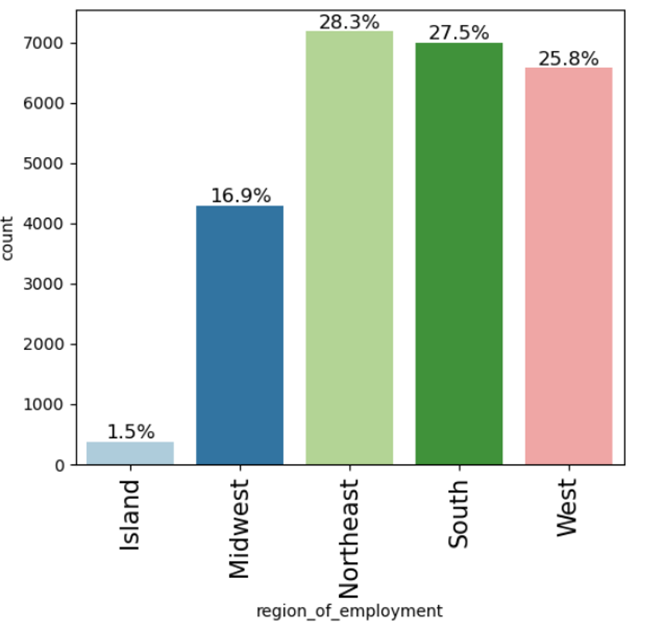 28.3%
27.5%
25.8%
16.9%
1.5%
7000
6000
5000
4000
3000
2000
1000
0
count
Island
Midwest
Northeast
South
West
region_of_employment